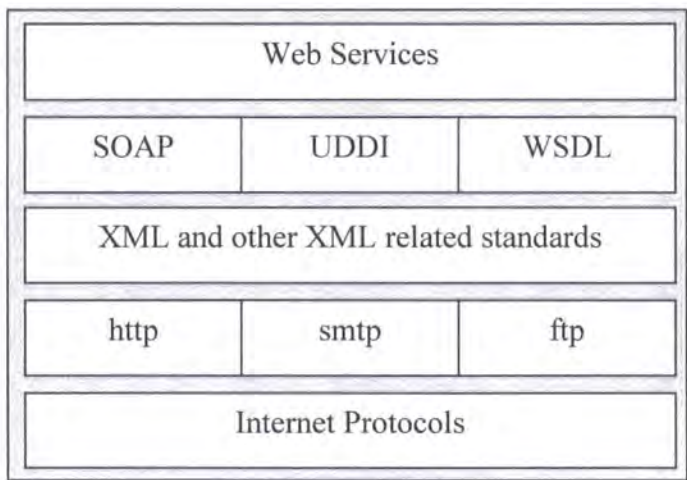 Web Services
SOAP UDDI WSDL
XML and other XML related standards
http smtp ftp
Internet Protocols